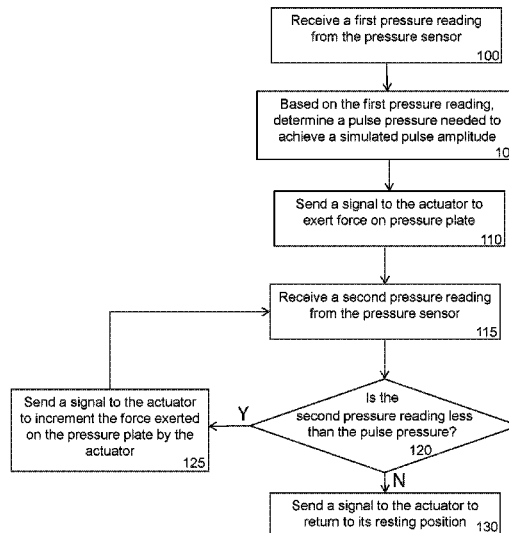 Receive a first pressure reading
from the pressure sensor
100
Based on the first pressure reading,
determine a pulse pressure needed to
achieve a simulated pulse amplitude
10
Send a signal to the actuator to
exert force on pressure plate
110
Receive a second pressure reading
from the pressure sensor
115
Is the
second pressure reading less
than the pulse pressure?
120
Y
N
Send a signal to the actuator
to increment the force exerted
on the pressure plate by the
actuator
125
Send a signal to the actuator to
return to its resting position
130